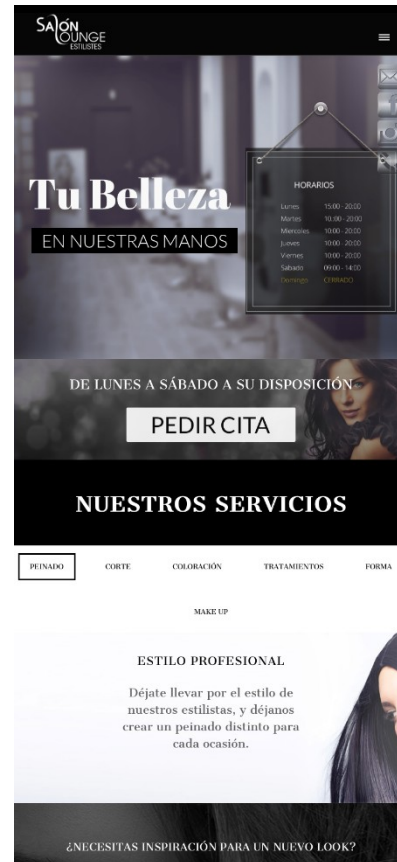 SALÓN
LOUNGE
ESTILISTES
Tu Belleza
EN NUESTRAS MANOS
HORARIOS
Lunes 15:00 - 20:00
Martes 10:00 - 20:00
Miercoles 10:00 - 20:00
Jueves 10:00 - 20:00
Viernes 10:00 - 20:00
Sabado 09:00 - 14:00
Domingo CERRADO
DE LUNES A SÁBADO A SU DISPOSICIÓN
PEDIR CITA
NUESTROS SERVICIOS
PEINADO CORTE COLORACIÓN TRATAMIENTOS FORMA
MAKE UP
ESTILO PROFESIONAL
Déjate llevar por el estilo de
nuestros estilistas, y déjanos
crear un peinado distinto para
cada ocasión.
¿NECESITAS INSPIRACIÓN PARA UN NUEVO LOOK?